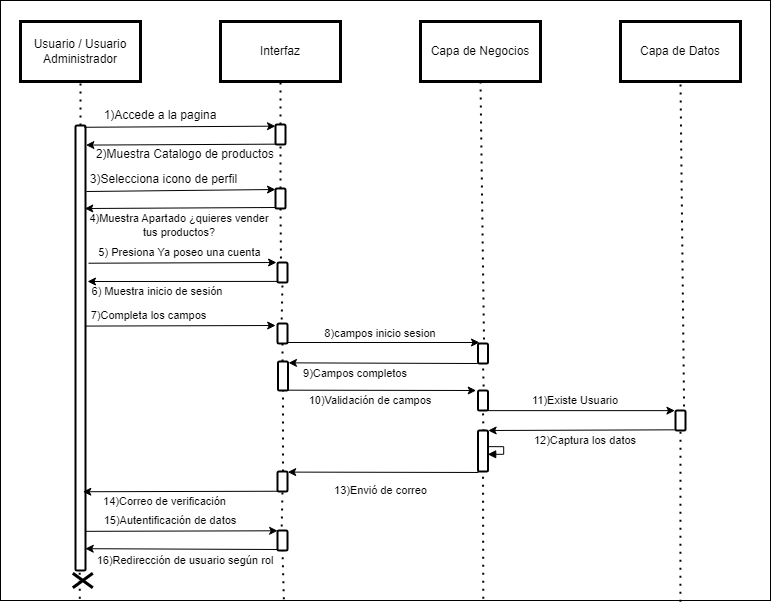 Usuario / Usuario
Administrador
Interfaz
Capa de Negocios
Capa de Datos
1)Accede a la pagina
2)Muestra Catalogo de productos
3)Selecciona icono de perfil
4)Muestra Apartado ¿quieres vender
tus productos?
5) Presiona Ya poseo una cuenta
6) Muestra inicio de sesión
7)Completa los campos
8)campos inicio sesion
9)Campos completos
10)Validación de campos
11)Existe Usuario
12)Captura los datos
13)Envió de correo
14)Correo de verificación
15)Autentificación de datos
16)Redirección de usuario según rol